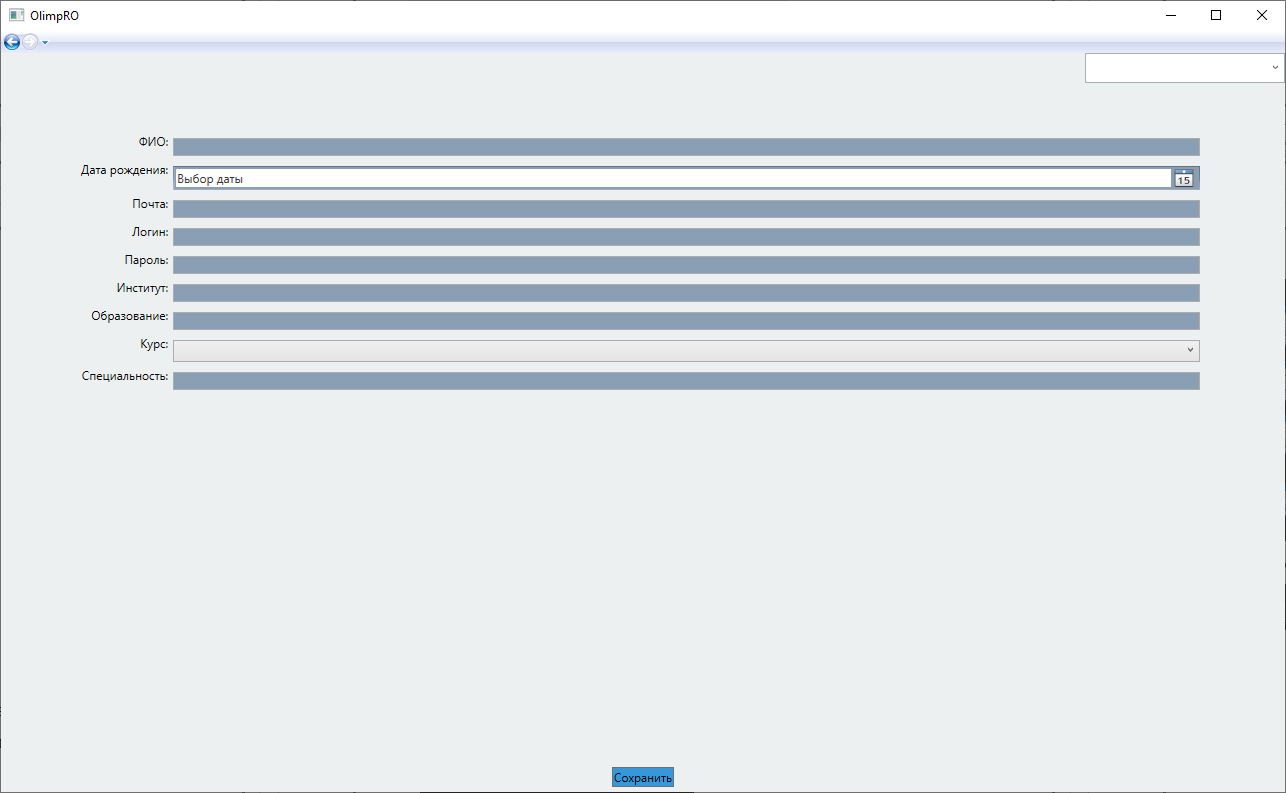 OlimpRO
ФИО:
Дата рождения:
Выбор даты
15
Почта:
Логин:
Пароль:
Институт:
Образование:
Курс:
Специальность:
Сохранить